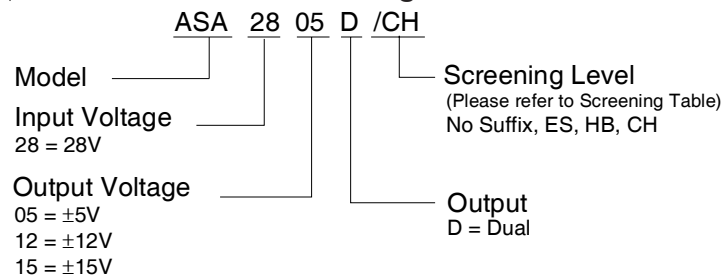 ASA 28 05 D /CH
Model
Input Voltage
28 = 28V
Output Voltage
05 = ±5V
12 = ±12V
15 = ±15V
Screening Level
(Please refer to Screening Table)
No Suffix, ES, HB, CH
Output
D = Dual